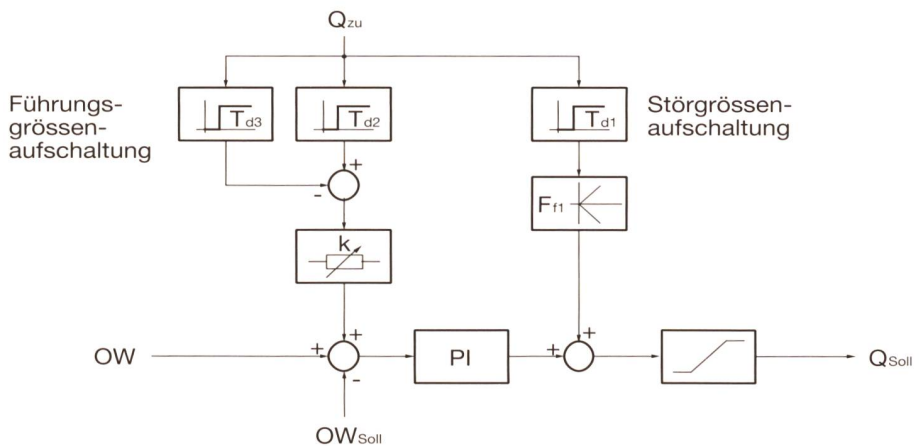 Qzu
Führungs-
grössen-
aufschaltung
Td3
Td2
Td1
Störgrössen-
aufschaltung
+
-
Ff1
k
+
+
OW
+
PI
+
QSoll
-
OWSoll